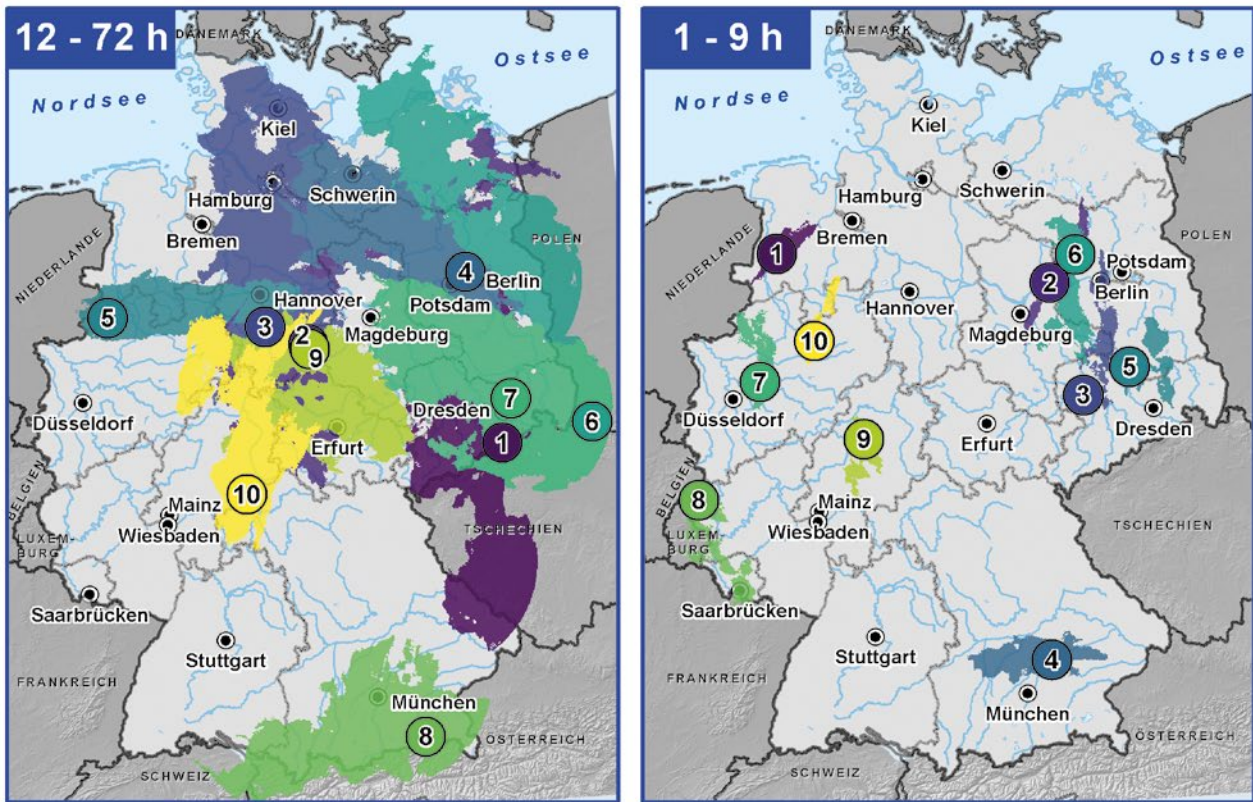 12 - 72 h
DÄNEMARK
Ostsee
Nordsee
Kiel
Hamburg
Schwerin
Bremen
NIEDERLANDE
POLEN
4
Berlin
Potsdam
5
Hannover
3
Magdeburg
2
9
Düsseldorf
Dresden
7
6
1
Erfurt
BELGIEN
10
Mainz
Wiesbaden
TSCHECHIEN
LUXEM-
BURG
Saarbrücken
Stuttgart
FRANKREICH
München
8
ÖSTERREICH
SCHWEIZ
1 - 9 h
DÄNEMARK
Ostsee
Nordsee
Kiel
Hamburg
Schwerin
Bremen
NIEDERLANDE
POLEN
1
6
Potsdam
2
Berlin
Hannover
Magdeburg
10
7
5
3
Düsseldorf
Dresden
9
Erfurt
BELGIEN
8
Mainz
Wiesbaden
TSCHECHIEN
LUXEM-
BURG
Saarbrücken
Stuttgart
4
FRANKREICH
München
ÖSTERREICH
SCHWEIZ